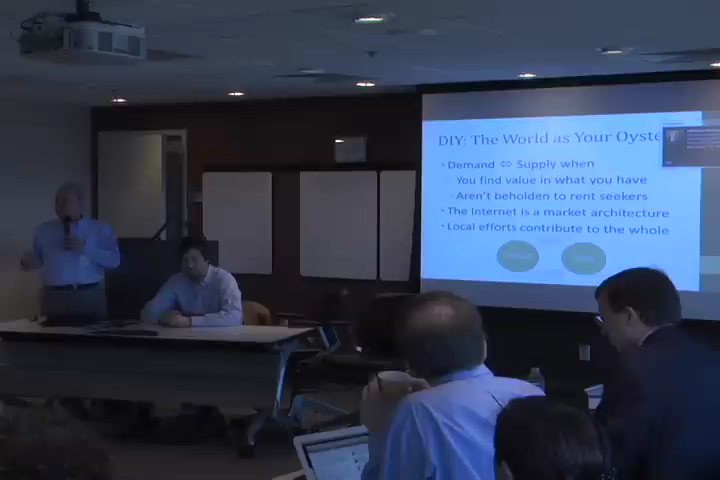 DIY: The World as Your Oyste
• Demand ⇔ Supply when
– You find value in what you have
– Aren't beholden to rent seekers
• The Internet is a market architecture
• Local efforts contribute to the whole